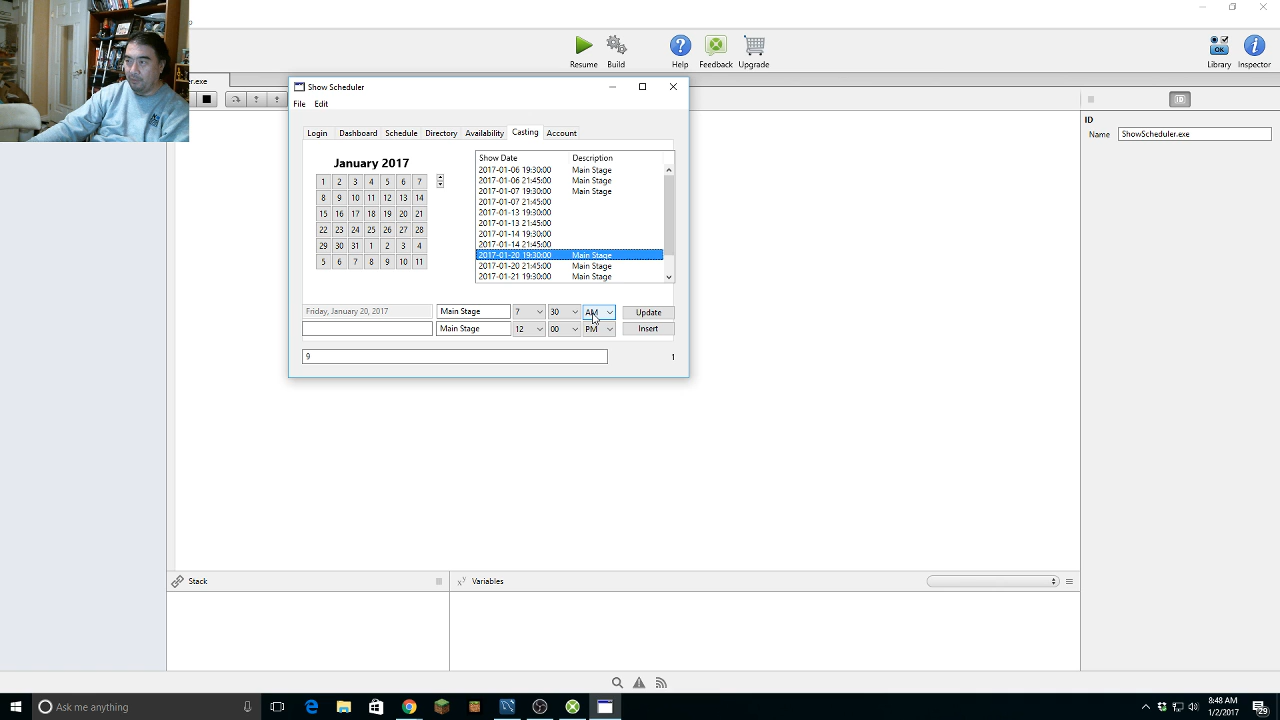 Resume
Build
Help
Feedback
Upgrade
OK
Library
Inspector
er.exe
Show Scheduler
File Edit
Login Dashboard Schedule Directory Availability Casting Account
January 2017
1 2 3 4 5 6 7
8 9 10 11 12 13 14
15 16 17 18 19 20 21
22 23 24 25 26 27 28
29 30 31 1 2 3 4
5 6 7 8 9 10 11
Show Date Description
2017-01-06 19:30:00 Main Stage
2017-01-06 21:45:00 Main Stage
2017-01-07 19:30:00 Main Stage
2017-01-07 21:45:00
2017-01-13 19:30:00
2017-01-13 21:45:00
2017-01-14 19:30:00
2017-01-14 21:45:00
2017-01-20 19:30:00 Main Stage
2017-01-20 21:45:00 Main Stage
2017-01-21 19:30:00 Main Stage
Friday, January 20, 2017 Main Stage 7 30 AM Update
Main Stage 12 00 PM Insert
9 1
ID
ID
Name ShowScheduler.exe
Stack
Variables
Ask me anything
8:48 AM
1/2/2017